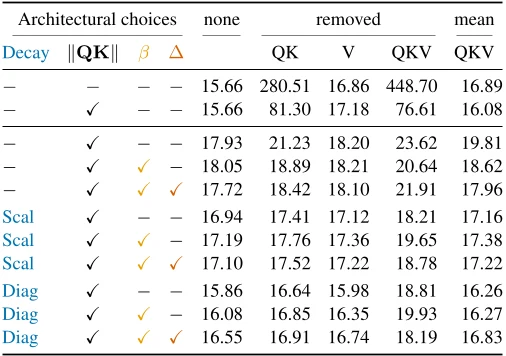 Architectural choices none removed mean
Decay ∥QK∥ β Δ QK V QKV QKV
– – – – 15.66 280.51 16.86 448.70 16.89
– ✓ – – 15.66 81.30 17.18 76.61 16.08
– ✓ – – 17.93 21.23 18.20 23.62 19.81
– ✓ ✓ – 18.05 18.89 18.21 20.64 18.62
– ✓ ✓ ✓ 17.72 18.42 18.10 21.91 17.96
Scal ✓ – – 16.94 17.41 17.12 18.21 17.16
Scal ✓ ✓ – 17.19 17.76 17.36 19.65 17.38
Scal ✓ ✓ ✓ 17.10 17.52 17.22 18.78 17.22
Diag ✓ – – 15.86 16.64 15.98 18.81 16.26
Diag ✓ ✓ – 16.08 16.85 16.35 19.93 16.27
Diag ✓ ✓ ✓ 16.55 16.91 16.74 18.19 16.83